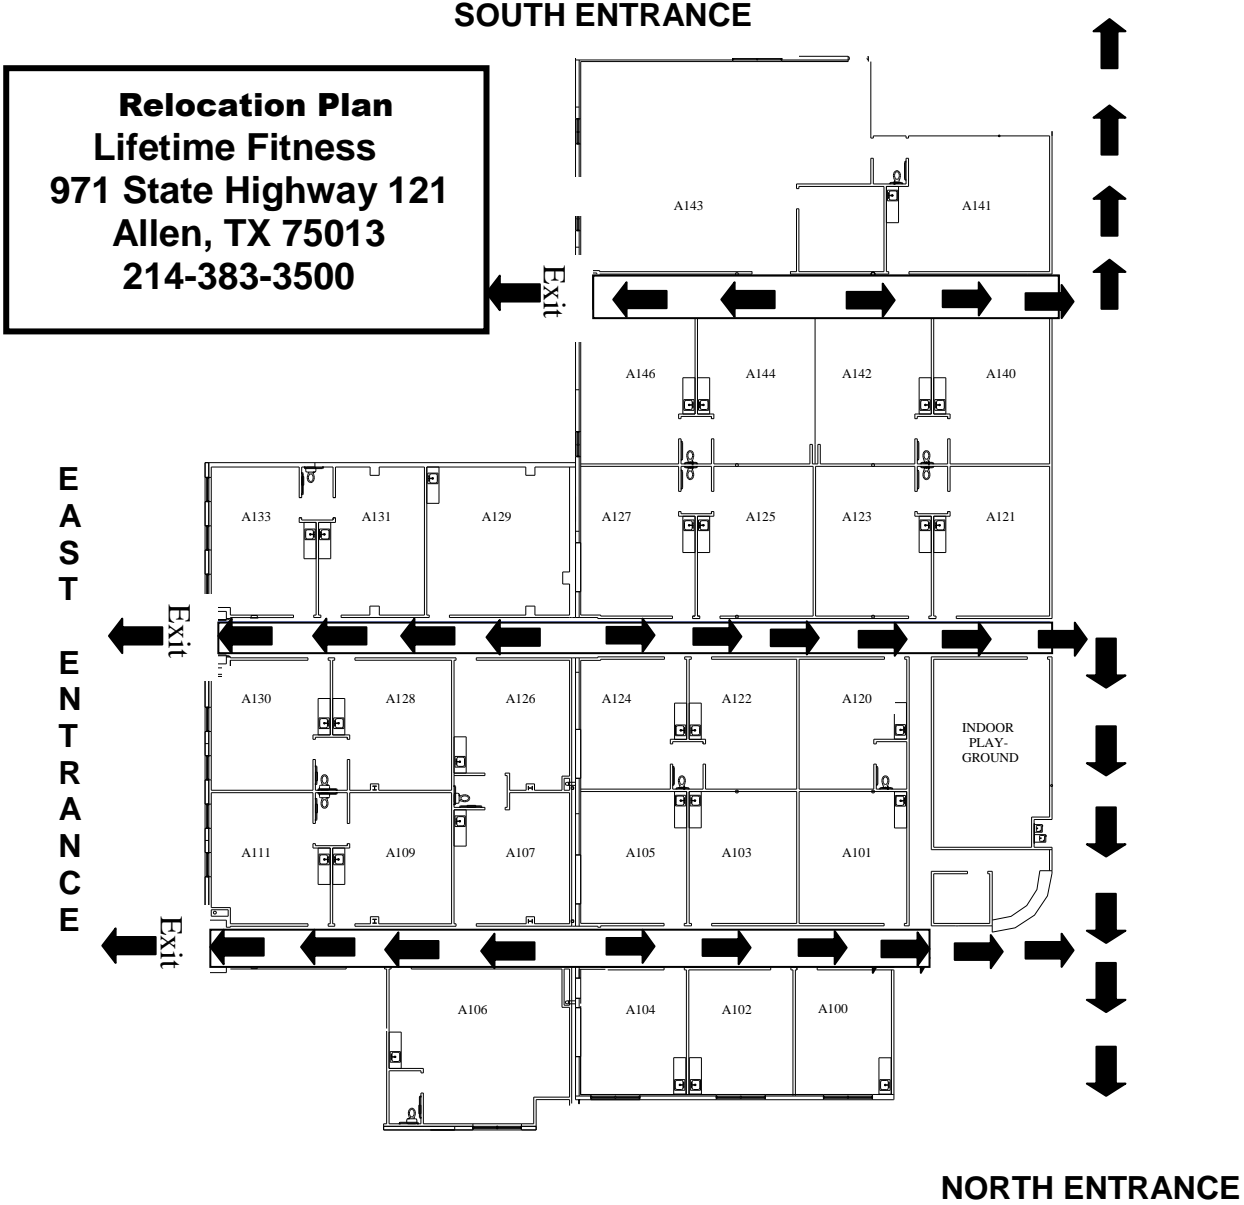 SOUTH ENTRANCE
Relocation Plan
Lifetime Fitness
971 State Highway 121
Allen, TX 75013
214-383-3500
A143
A141
Exit
A146
A144
A142
A140
EAST ENTRANCE
A133
A131
A129
A127
A125
A123
A121
Exit
A130
A128
A126
A124
A122
A120
INDOOR
PLAY-
GROUND
A111
A109
A107
A105
A103
A101
Exit
A106
A104
A102
A100
NORTH ENTRANCE